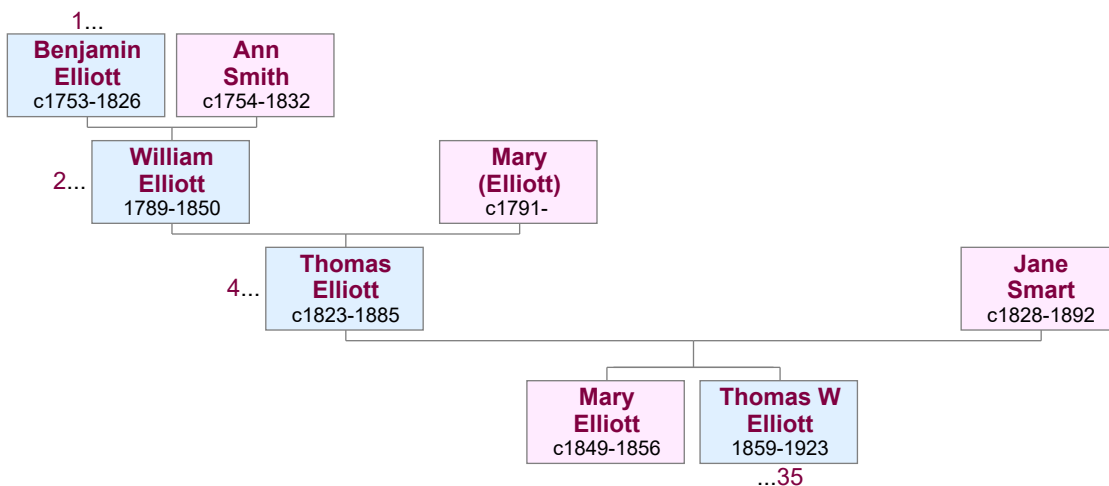 1...
Benjamin
Elliott
c1753-1826
Ann
Smith
c1754-1832
2...
William
Elliott
1789-1850
Mary
(Elliott)
c1791-
4...
Thomas
Elliott
c1823-1885
Jane
Smart
c1828-1892
Mary
Elliott
c1849-1856
Thomas W
Elliott
1859-1923
...35